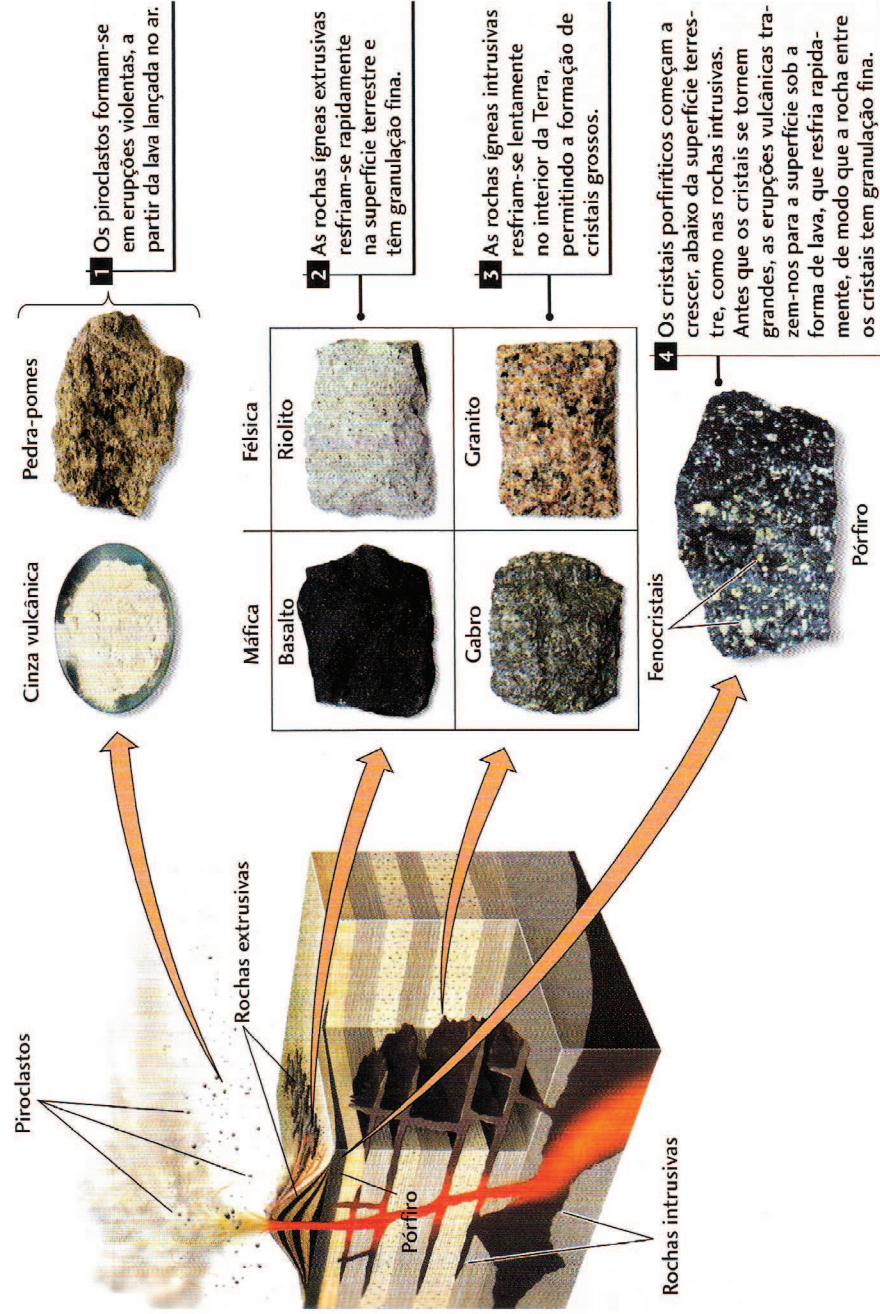 Piroclastos
Rochas extrusivas
Pórfiro
Rochas intrusivas
Cinza vulcânica
Pedra-pomes
1 Os piroclastos formam-se
em erupções violentas, a
partir da lava lançada no ar.
Máfica
Félsica
Basalto
Riolito
2 As rochas ígneas extrusivas
resfriam-se rapidamente
na superfície terrestre e
têm granulação fina.
Gabro
Granito
3 As rochas ígneas intrusivas
resfriam-se lentamente
no interior da Terra,
permitindo a formação de
cristais grossos.
Fenocristais
Pórfiro
4 Os cristais porfiríticos começam a
crescer, abaixo da superfície terres-
tre, como nas rochas intrusivas.
Antes que os cristais se tornem
grandes, as erupções vulcânicas tra-
zem-nos para a superfície sob a
forma de lava, que resfria rapida-
mente, de modo que a rocha entre
os cristais tem granulação fina.